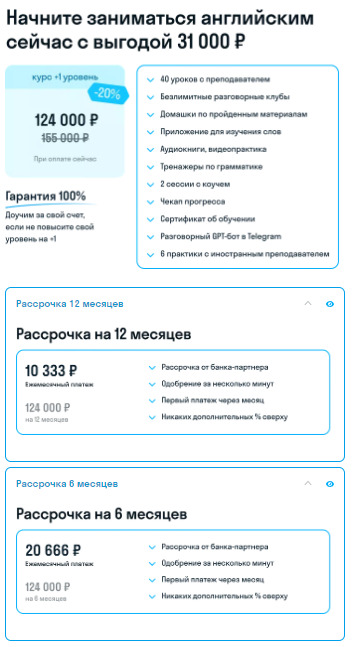 Начните заниматься английским
сейчас с выгодой 31 000 ₽
курс +1 уровень
-20%
124 000 ₽
155 000 ₽
При оплате сейчас
Гарантия 100%
Доучим за свой счет,
если не повысите свой
уровень на +1
40 уроков с преподавателем
Безлимитные разговорные клубы
Домашки по пройденным материалам
Приложение для изучения слов
Аудиокниги, видеопрактика
Тренажеры по грамматике
2 сессии с коучем
Чекап прогресса
Сертификат об обучении
Разговорный GPT-бот в Telegram
6 практики с иностранным преподавателем
Рассрочка 12 месяцев
Рассрочка на 12 месяцев
10 333 ₽
Ежемесячный платеж
124 000 ₽
на 12 месяцев
Рассрочка от банка-партнера
Одобрение за несколько минут
Первый платеж через месяц
Никаких дополнительных % сверху
Рассрочка 6 месяцев
Рассрочка на 6 месяцев
20 666 ₽
Ежемесячный платеж
124 000 ₽
на 6 месяцев
Рассрочка от банка-партнера
Одобрение за несколько минут
Первый платеж через месяц
Никаких дополнительных % сверху